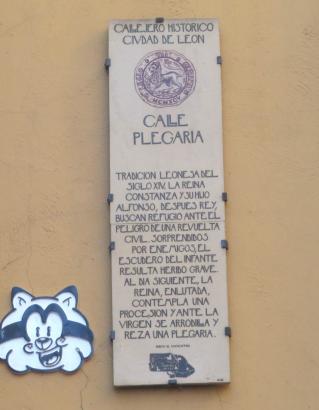 CALLEJERO HISTORICO
CIUDAD DE LEON
CALLE
PLEGARIA
TRADICION LEONESA DEL
SIGLO XIV. LA REINA
CONSTANZA Y SU HIJO
ALFONSO, DESPUES REY,
BUSCAN REFUGIO ANTE EL
PELIGRO DE UNA REVUELTA
CIVIL. SORPRENDIDOS
POR ENEMIGOS, EL
ESCUDERO DEL INFANTE
RESULTA HERIDO GRAVE.
AL DIA SIGUIENTE, LA
REINA, ENLUTADA,
CONTEMPLA UNA
PROCESION Y ANTE LA
VIRGEN SE ARRODILLA Y
REZA UNA PLEGARIA.